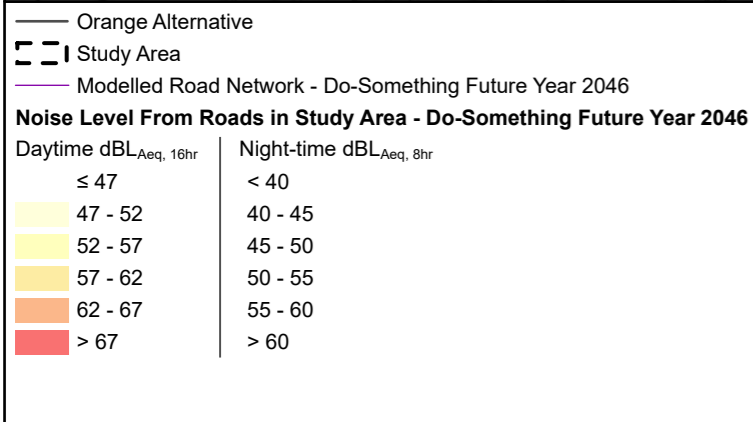 Orange Alternative
Study Area
Modelled Road Network - Do-Something Future Year 2046
Noise Level From Roads in Study Area - Do-Something Future Year 2046
Daytime dBLAeq, 16hr Night-time dBLAeq, 8hr
≤ 47 < 40
47 - 52 40 - 45
52 - 57 45 - 50
57 - 62 50 - 55
62 - 67 55 - 60
> 67 > 60